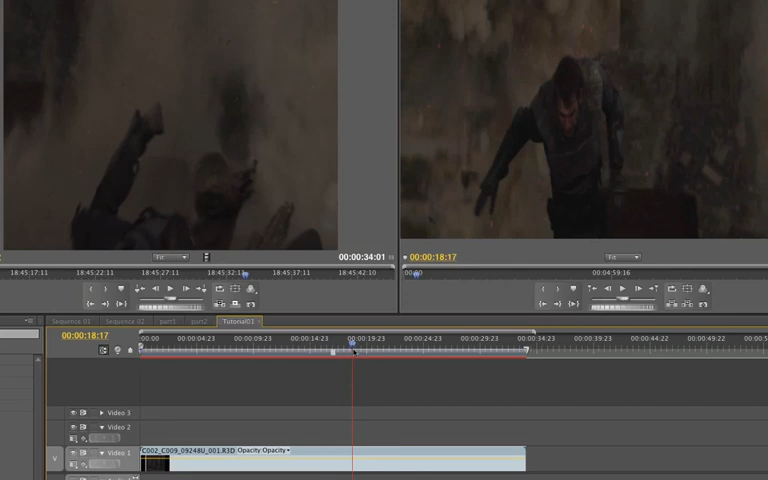 Fit
00:00:34:01
00:00:18:17
Fit
18:45:17:11 18:45:22:11 18:45:27:11 18:45:32:11 18:45:37:11 18:45:42:10
00:00 00:04:59:16
Sequence 01 Sequence 02 part1 part2 Tutorial01
00:00:18:17
00:00 00:00:04:23 00:00:09:23 00:00:14:23 00:00:19:23 00:00:24:23 00:00:29:23 00:00:34:23 00:00:39:23 00:00:44:22 00:00:49:22
Video 3
Video 2
V Video 1
C002_C009_09248U_001.R3D Opacity:Opacity